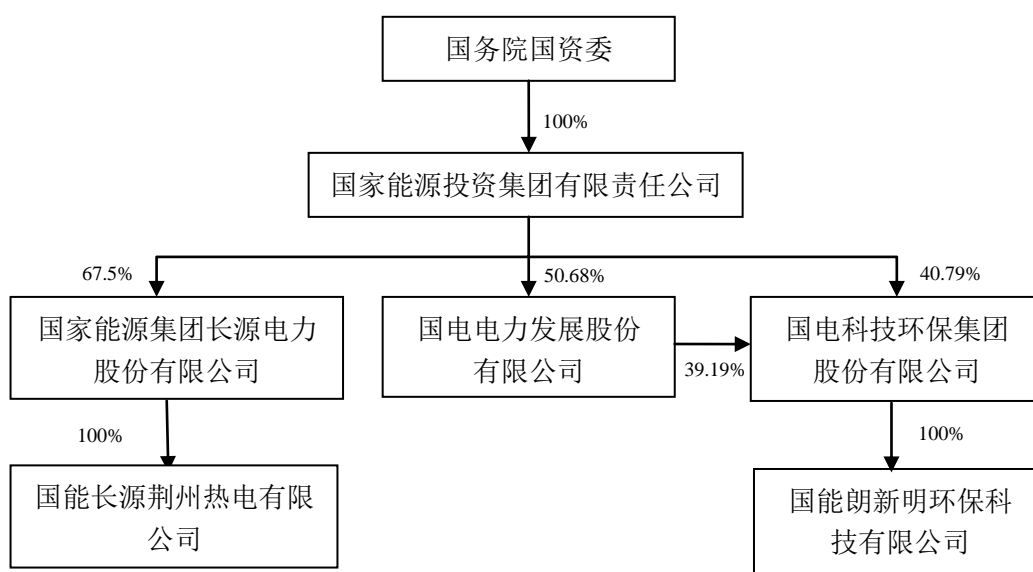 国务院国资委
100%
国家能源投资集团有限责任公司
67.5%
50.68%
40.79%
国家能源集团长源电力
股份有限公司
国电电力发展股份
有限公司
39.19%
国电科技环保集团
股份有限公司
100%
100%
国能长源荆州热电有限
公司
国能朗新明环保科
技有限公司